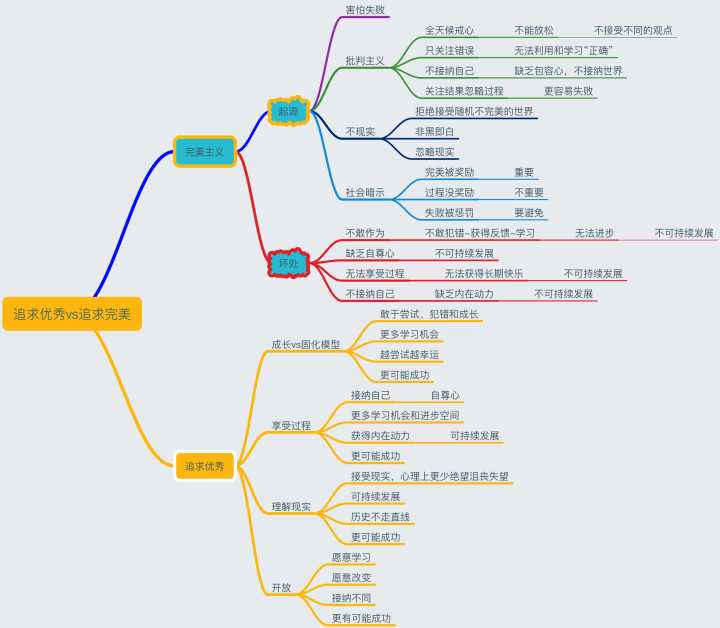 追求优秀vs追求完美
完美主义
起源
害怕失败
批判主义
全天候戒心 不能放松 不接受不同的观点
只关注错误 无法利用和学习“正确”
不接纳自己 缺乏包容心，不接纳世界
关注结果忽略过程 更容易失败
不现实
拒绝接受随机不完美的世界
非黑即白
忽略现实
社会暗示
完美被奖励 重要
过程没奖励 不重要
失败被惩罚 要避免
坏处
不敢作为 不敢犯错-获得反馈-学习 无法进步 不可持续发展
缺乏自尊心 不可持续发展
无法享受过程 无法获得长期快乐 不可持续发展
不接纳自己 缺乏内在动力 不可持续发展
追求优秀
成长vs固化模型
敢于尝试、犯错和成长
更多学习机会
越尝试越幸运
更可能成功
享受过程
接纳自己 自尊心
更多学习机会和进步空间
获得内在动力 可持续发展
更可能成功
理解现实
接受现实，心理上更少绝望沮丧失望
可持续发展
历史不走直线
更可能成功
开放
愿意学习
愿意改变
接纳不同
更有可能成功